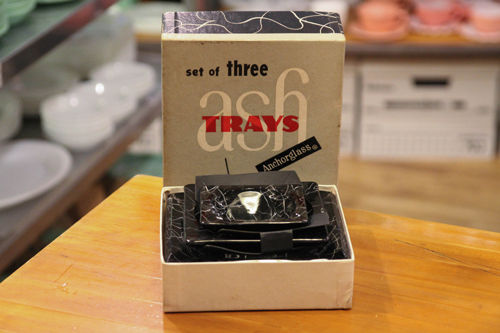 set of three
ash
TRAYS
Anchorglass®